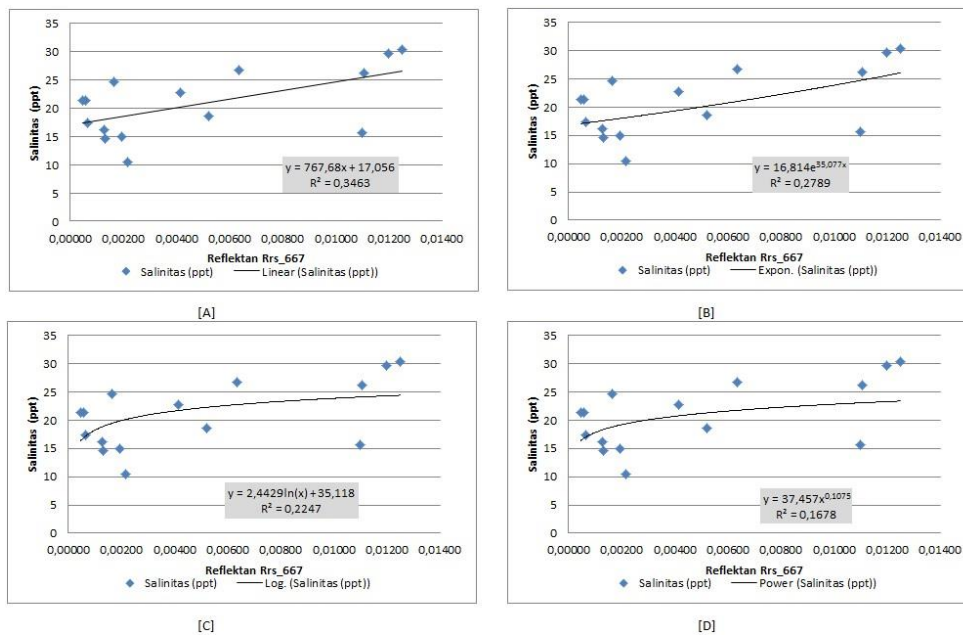 35
30
25
20
15
10
5
0
Salinitas (ppt)
y = 767,68x + 17,056
R² = 0,3463
0,00000 0,00200 0,00400 0,00600 0,00800 0,01000 0,01200 0,01400
Reflektan Rrs_667
Salinitas (ppt) Linear (Salinitas (ppt))
[A]
35
30
25
20
15
10
5
0
Salinitas (ppt)
y = 16,814e^35,077x
R² = 0,2789
0,00000 0,00200 0,00400 0,00600 0,00800 0,01000 0,01200 0,01400
Reflektan Rrs_667
Salinitas (ppt) Expon. (Salinitas (ppt))
[B]
35
30
25
20
15
10
5
0
Salinitas (ppt)
y = 2,4429ln(x) + 35,118
R² = 0,2247
0,00000 0,00200 0,00400 0,00600 0,00800 0,01000 0,01200 0,01400
Reflektan Rrs_667
Salinitas (ppt) Log. (Salinitas (ppt))
[C]
35
30
25
20
15
10
5
0
Salinitas (ppt)
y = 37,457x^0,1075
R² = 0,1678
0,00000 0,00200 0,00400 0,00600 0,00800 0,01000 0,01200 0,01400
Reflektan Rrs_667
Salinitas (ppt) Power (Salinitas (ppt))
[D]